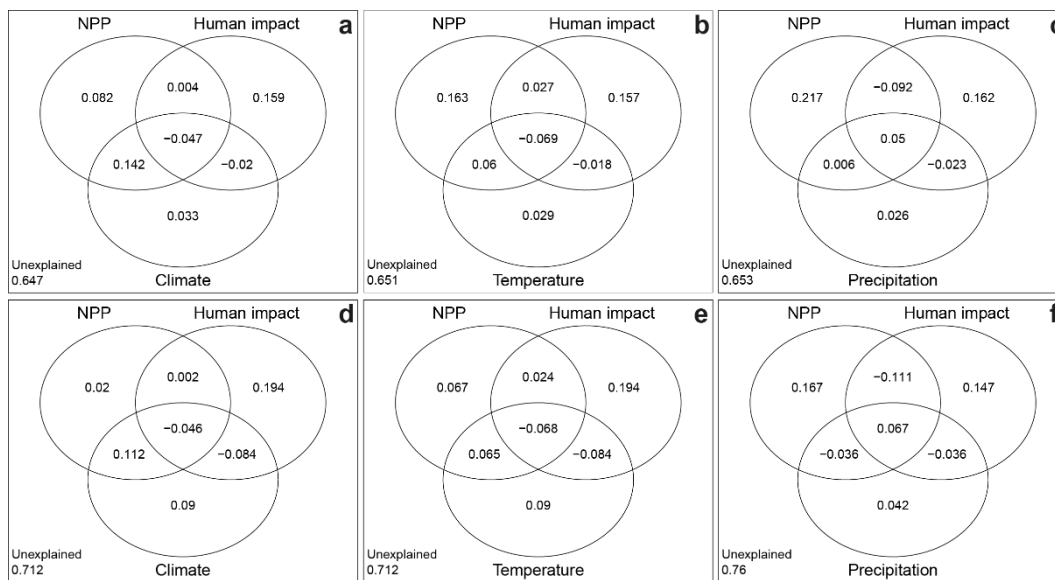 NPP Human impact a
0.082 0.004 0.159
−0.047
0.142 −0.02
0.033
Unexplained
0.647 Climate
NPP Human impact b
0.163 0.027 0.157
−0.069
0.06 −0.018
0.029
Unexplained
0.651 Temperature
NPP Human impact c
0.217 −0.092 0.162
0.05
0.006 −0.023
0.026
Unexplained
0.653 Precipitation
NPP Human impact d
0.02 0.002 0.194
−0.046
0.112 −0.084
0.09
Unexplained
0.712 Climate
NPP Human impact e
0.067 0.024 0.194
−0.068
0.065 −0.084
0.09
Unexplained
0.712 Temperature
NPP Human impact f
0.167 −0.111 0.147
0.067
−0.036 −0.036
0.042
Unexplained
0.76 Precipitation